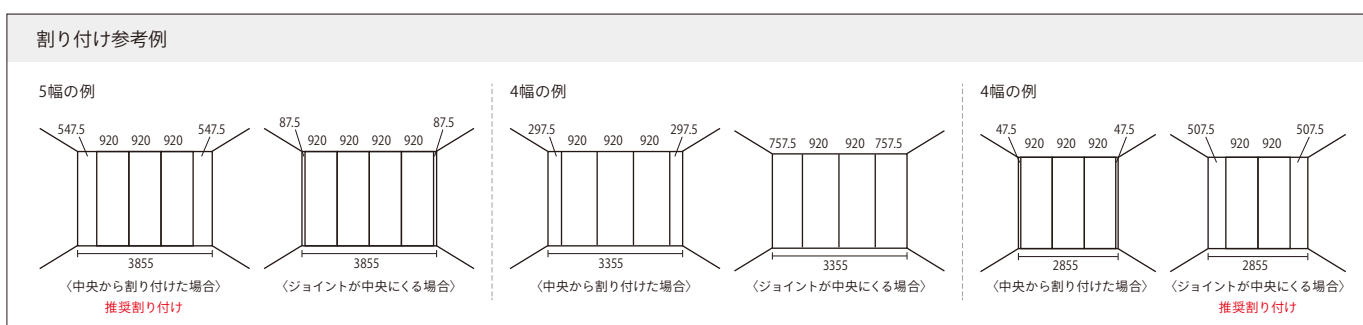 割り付け参考例
5幅の例
547.5 920 920 920 547.5
3855
〈中央から割り付けた場合〉
推奨割り付け
87.5 920 920 920 920 87.5
3855
〈ジョイントが中央にくる場合〉
4幅の例
297.5 920 920 920 297.5
3355
〈中央から割り付けた場合〉
757.5 920 920 757.5
3355
〈ジョイントが中央にくる場合〉
4幅の例
47.5 920 920 920 47.5
2855
〈中央から割り付けた場合〉
507.5 920 920 507.5
2855
〈ジョイントが中央にくる場合〉
推奨割り付け